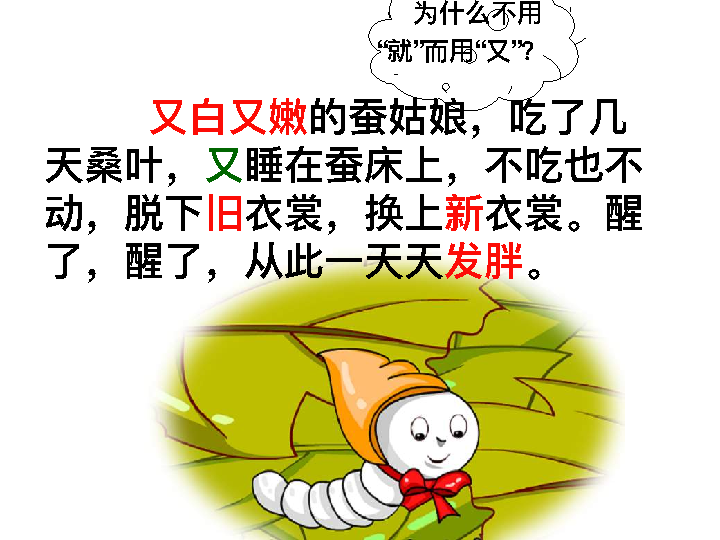 为什么不用
“就”而用“又”?
又白又嫩的蚕姑娘，吃了几
天桑叶，又睡在蚕床上，不吃也不
动，脱下旧衣裳，换上新衣裳。醒
了，醒了，从此一天天发胖。